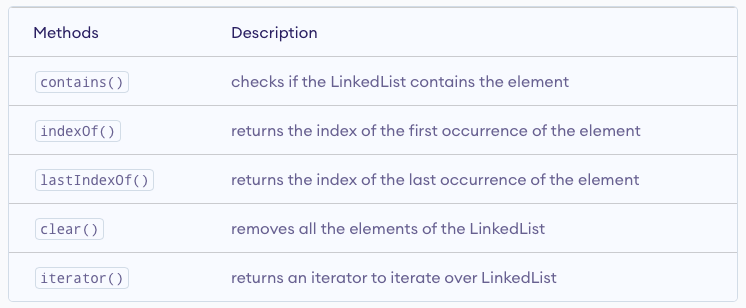 Methods Description
contains() checks if the LinkedList contains the element
indexOf() returns the index of the first occurrence of the element
lastIndexOf() returns the index of the last occurrence of the element
clear() removes all the elements of the LinkedList
iterator() returns an iterator to iterate over LinkedList